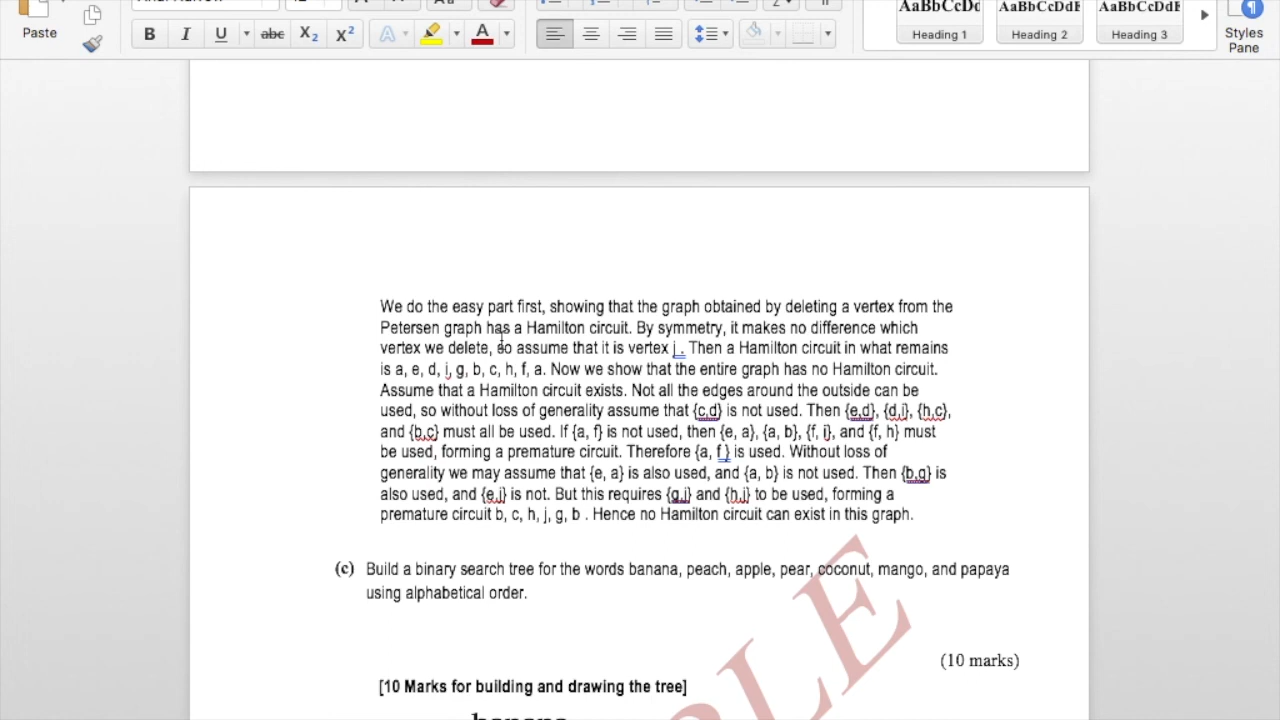 Paste
B I U abc X₂ X² A A
AaBbCcDd AaBbCcDdE AaBbCcDdE
Heading 1 Heading 2 Heading 3
Styles
Pane
We do the easy part first, showing that the graph obtained by deleting a vertex from the
Petersen graph has a Hamilton circuit. By symmetry, it makes no difference which
vertex we delete, so assume that it is vertex j . Then a Hamilton circuit in what remains
is a, e, d, i, g, b, c, h, f, a. Now we show that the entire graph has no Hamilton circuit.
Assume that a Hamilton circuit exists. Not all the edges around the outside can be
used, so without loss of generality assume that {c,d} is not used. Then {e,d}, {d,i}, {h,c},
and {b,c} must all be used. If {a, f} is not used, then {e, a}, {a, b}, {f, i}, and {f, h} must
be used, forming a premature circuit. Therefore {a, f } is used. Without loss of
generality we may assume that {e, a} is also used, and {a, b} is not used. Then {b,g} is
also used, and {e,j} is not. But this requires {g,j} and {h,j} to be used, forming a
premature circuit b, c, h, j, g, b . Hence no Hamilton circuit can exist in this graph.
(c) Build a binary search tree for the words banana, peach, apple, pear, coconut, mango, and papaya
using alphabetical order.
(10 marks)
[10 Marks for building and drawing the tree]
banana